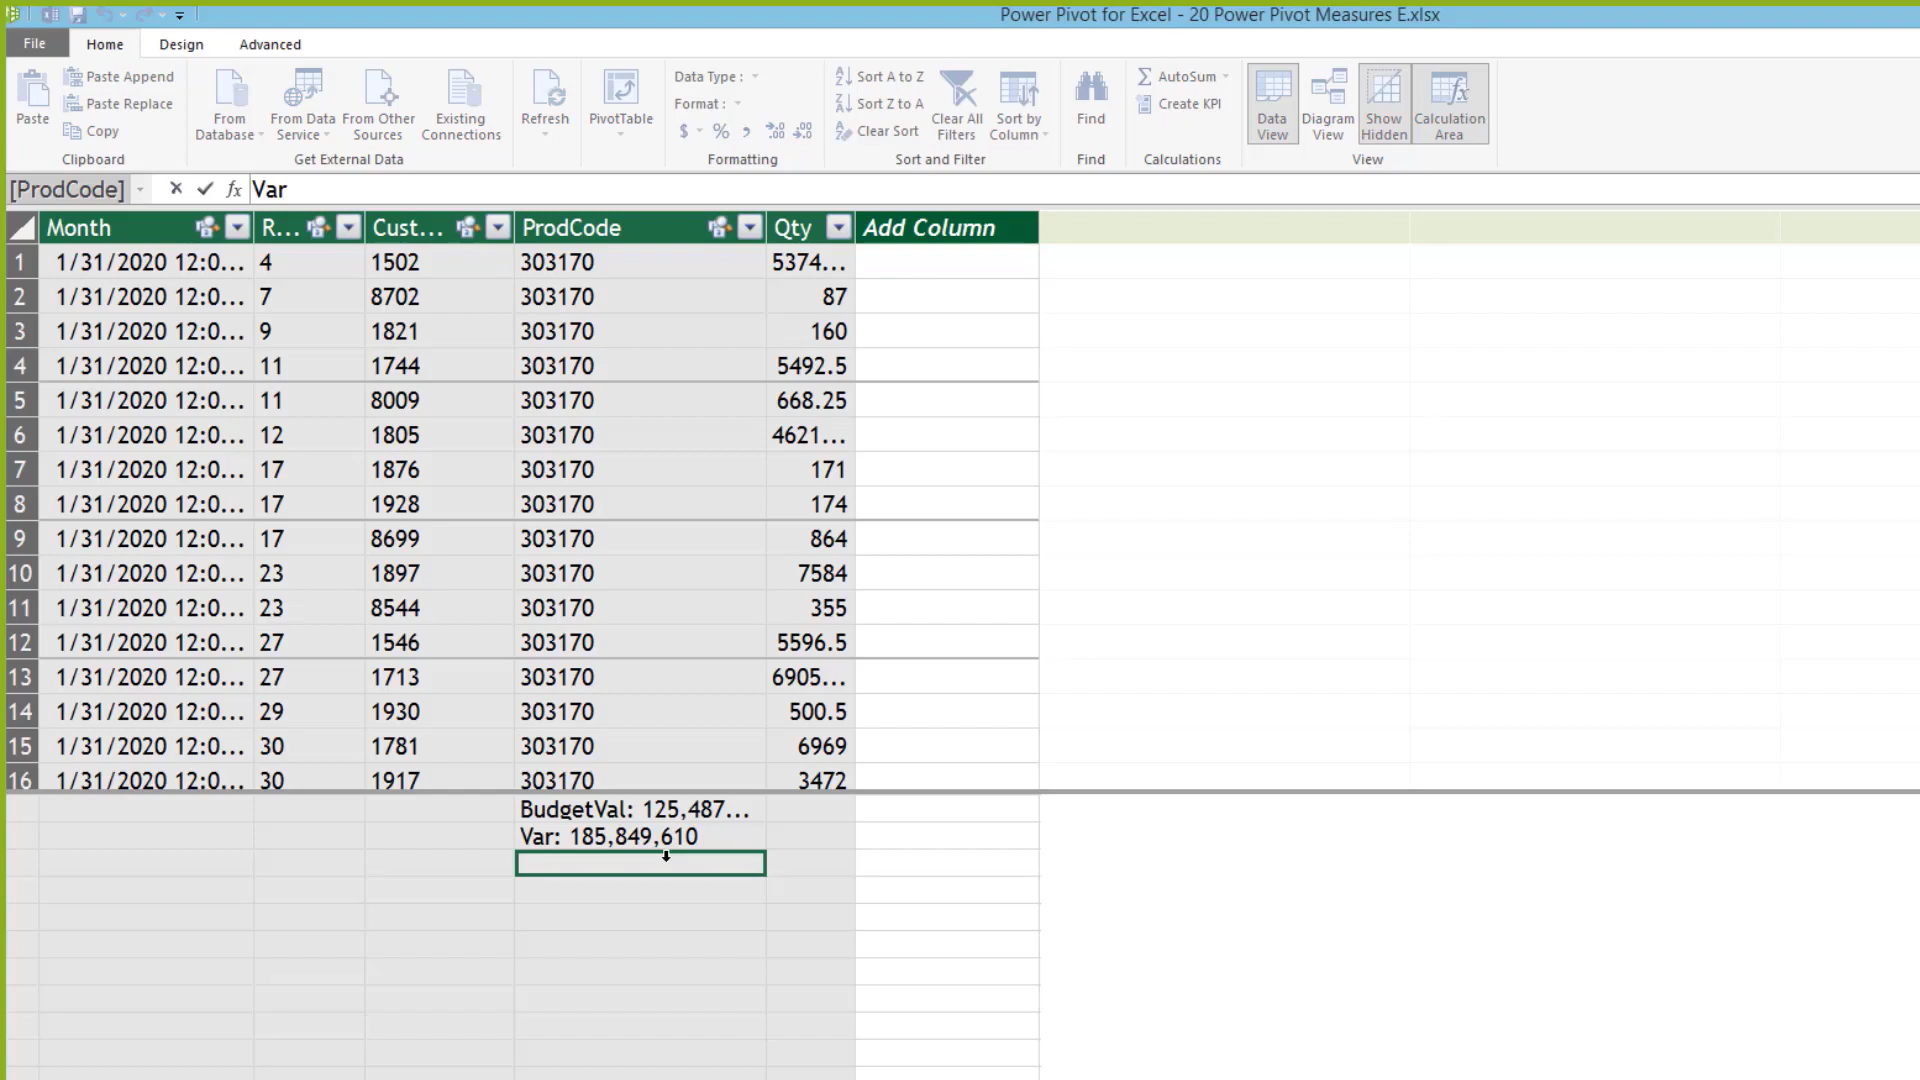 Power Pivot for Excel - 20 Power Pivot Measures E.xlsx
File Home Design Advanced
Paste
Paste Append
Paste Replace
Copy
Clipboard
From Database
From Data Service
From Other Sources
Existing Connections
Get External Data
Refresh
PivotTable
Data Type :
Format :
$ % , .00 .00
Formatting
Sort A to Z
Sort Z to A
Clear Sort
Clear All Filters
Sort by Column
Sort and Filter
Find
Find
AutoSum
Create KPI
Calculations
Data View
Diagram View
Show Hidden
Calculation Area
View
[ProdCode] fx Var
Month R... Cust... ProdCode Qty Add Column
1 1/31/2020 12:0... 4 1502 303170 5374...
2 1/31/2020 12:0... 7 8702 303170 87
3 1/31/2020 12:0... 9 1821 303170 160
4 1/31/2020 12:0... 11 1744 303170 5492.5
5 1/31/2020 12:0... 11 8009 303170 668.25
6 1/31/2020 12:0... 12 1805 303170 4621...
7 1/31/2020 12:0... 17 1876 303170 171
8 1/31/2020 12:0... 17 1928 303170 174
9 1/31/2020 12:0... 17 8699 303170 864
10 1/31/2020 12:0... 23 1897 303170 7584
11 1/31/2020 12:0... 23 8544 303170 355
12 1/31/2020 12:0... 27 1546 303170 5596.5
13 1/31/2020 12:0... 27 1713 303170 6905...
14 1/31/2020 12:0... 29 1930 303170 500.5
15 1/31/2020 12:0... 30 1781 303170 6969
16 1/31/2020 12:0... 30 1917 303170 3472
BudgetVal: 125,487...
Var: 185,849,610